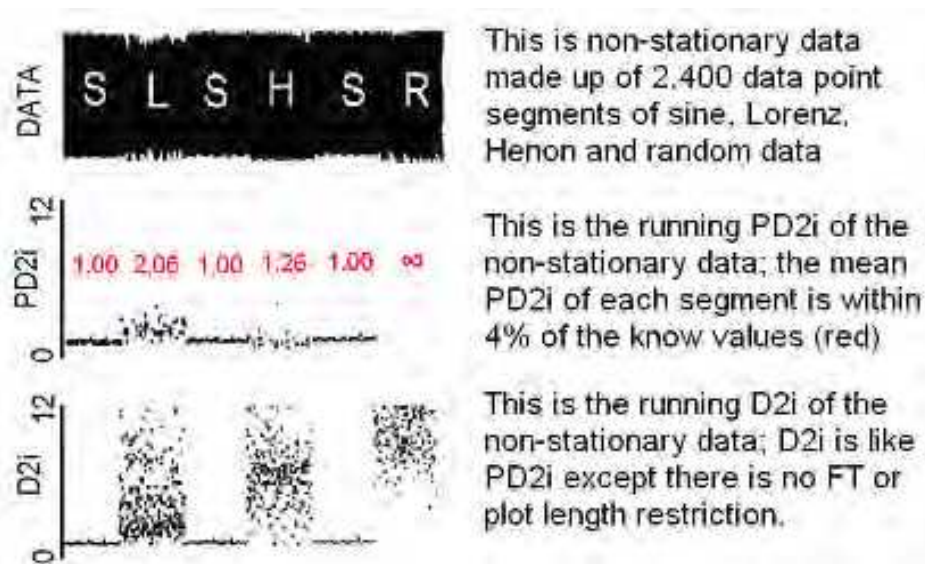 DATA
S L S H S R
This is non-stationary data
made up of 2,400 data point
segments of sine, Lorenz,
Henon and random data
12
PD2i
0
1.00 2.06 1.00 1.26 1.00 ∞
This is the running PD2i of the
non-stationary data; the mean
PD2i of each segment is within
4% of the know values (red)
12
D2i
0
This is the running D2i of the
non-stationary data; D2i is like
PD2i except there is no FT or
plot length restriction.